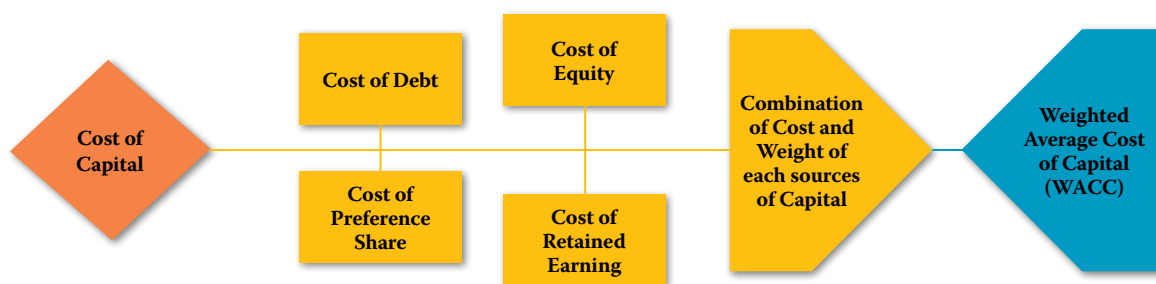 Cost of
Capital
Cost of Debt
Cost of
Preference
Share
Cost of
Equity
Cost of
Retained
Earning
Combination
of Cost and
Weight of
each sources
of Capital
Weighted
Average Cost
of Capital
(WACC)